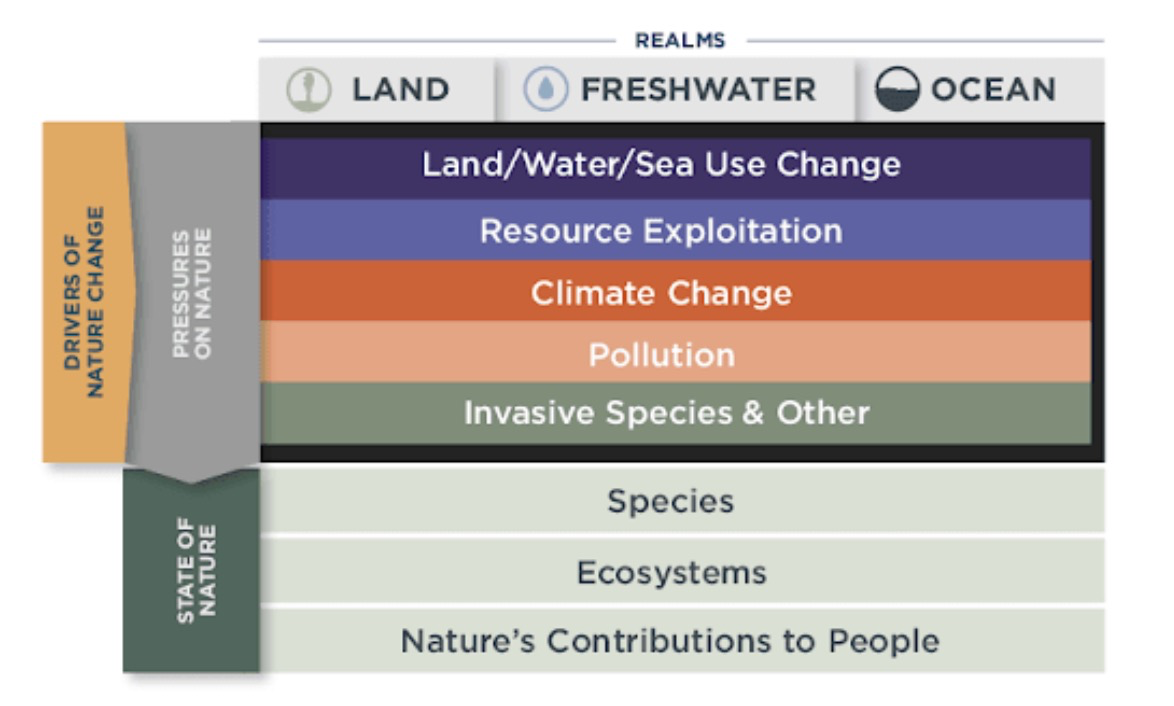 REALMS
LAND
FRESHWATER
OCEAN
DRIVERS OF
NATURE CHANGE
PRESSURES
ON NATURE
Land/Water/Sea Use Change
Resource Exploitation
Climate Change
Pollution
Invasive Species & Other
STATE OF
NATURE
Species
Ecosystems
Nature’s Contributions to People